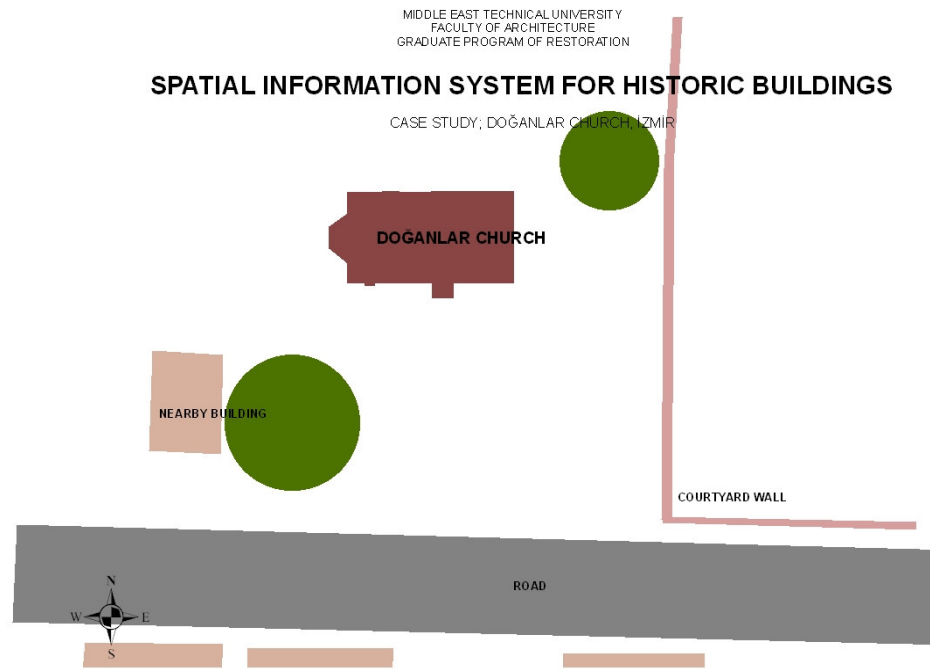 MIDDLE EAST TECHNICAL UNIVERSITY
FACULTY OF ARCHITECTURE
GRADUATE PROGRAM OF RESTORATION
SPATIAL INFORMATION SYSTEM FOR HISTORIC BUILDINGS
CASE STUDY; DOĞANLAR CHURCH, İZMİR
DOĞANLAR CHURCH
NEARBY BUILDING
COURTYARD WALL
ROAD
N
W E
S